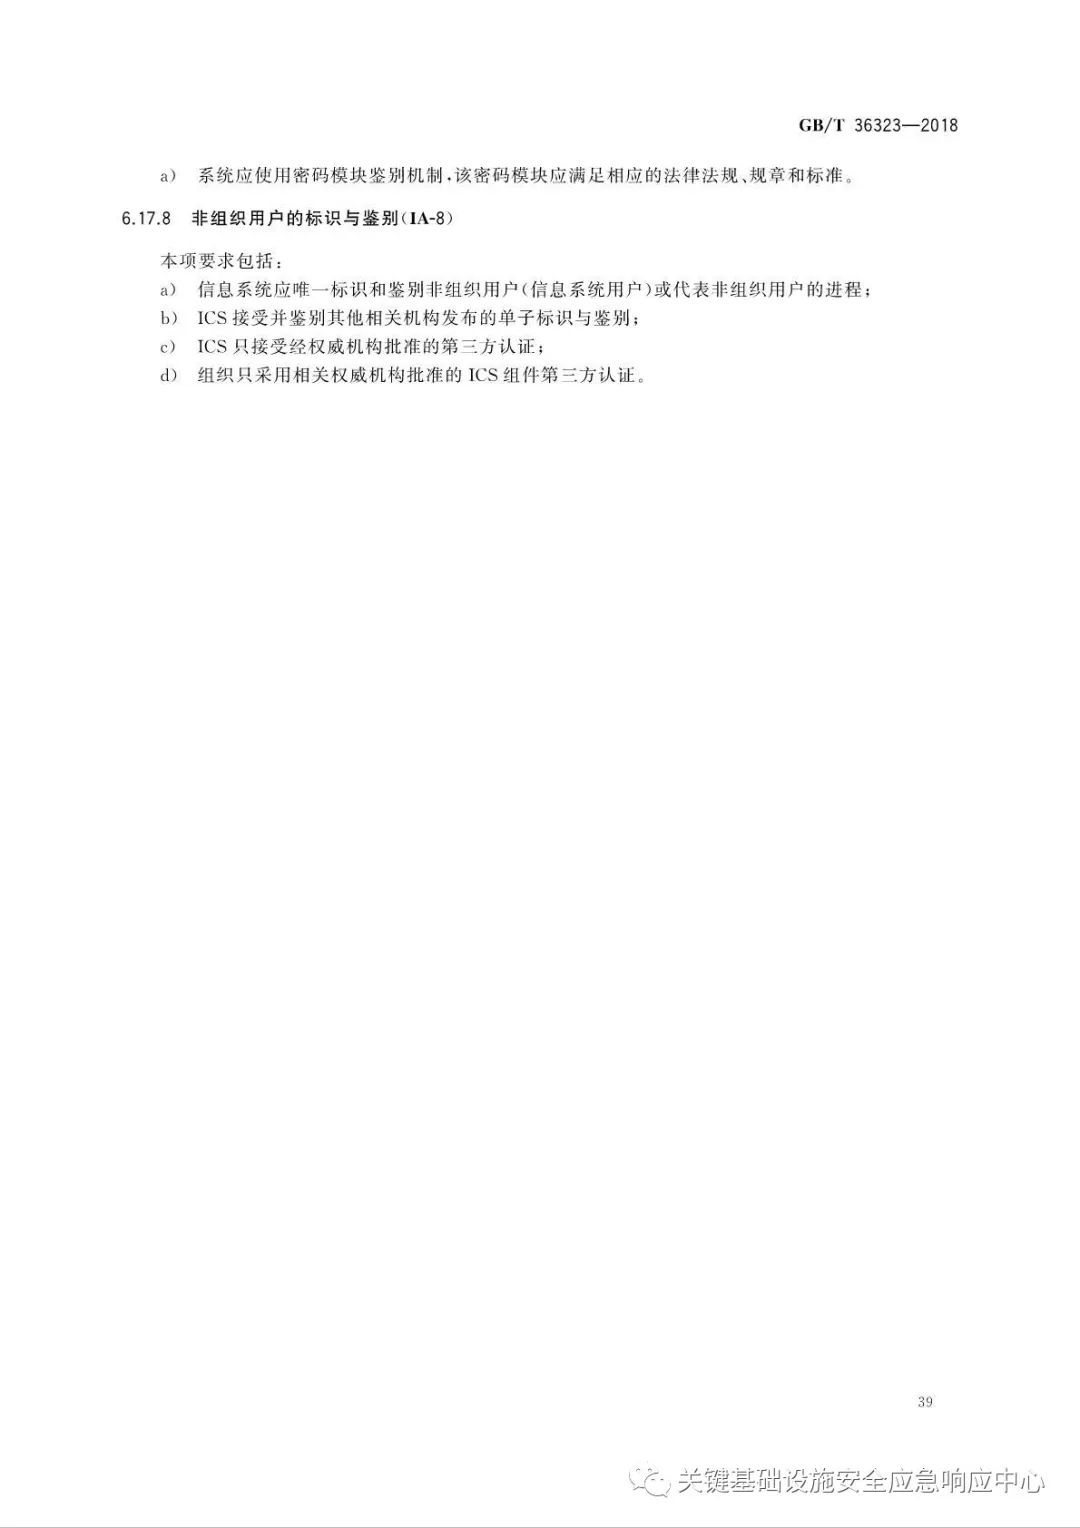 GB/T 36323—2018
a) 系统应使用密码模块鉴别机制,该密码模块应满足相应的法律法规、规章和标准。
6.17.8 非组织用户的标识与鉴别(IA-8)
本项要求包括:
a) 信息系统应唯一标识和鉴别非组织用户(信息系统用户)或代表非组织用户的进程;
b) ICS 接受并鉴别其他相关机构发布的单子标识与鉴别;
c) ICS 只接受经权威机构批准的第三方认证;
d) 组织只采用相关权威机构批准的 ICS 组件第三方认证。
39
关键基础设施安全应急响应中心